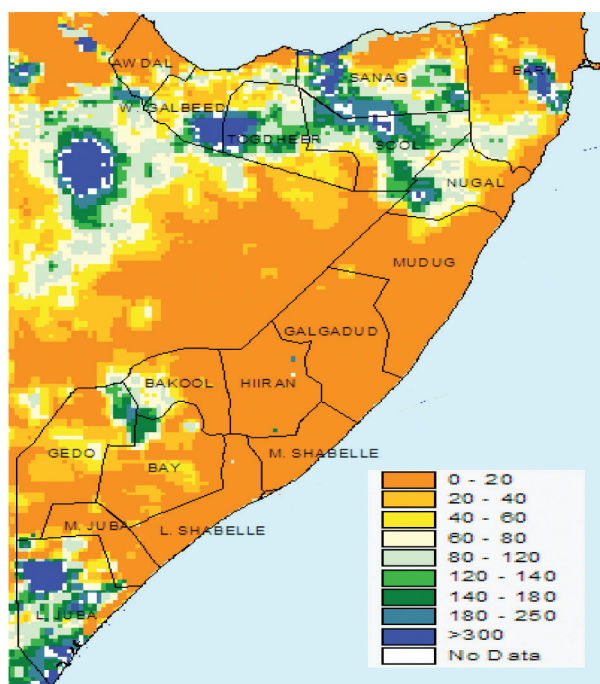 AWDAL
SANAG
BARI
W. GALBEED
TOGDHEER
SOOL
NUGAL
MUDUG
GALGADUD
BAKOOL
HIIRAN
GEDO
BAY
M. SHABELLE
M. JUBA
L. SHABELLE
L. JUBA
0 - 20
20 - 40
40 - 60
60 - 80
80 - 120
120 - 140
140 - 180
180 - 250
>300
No Data